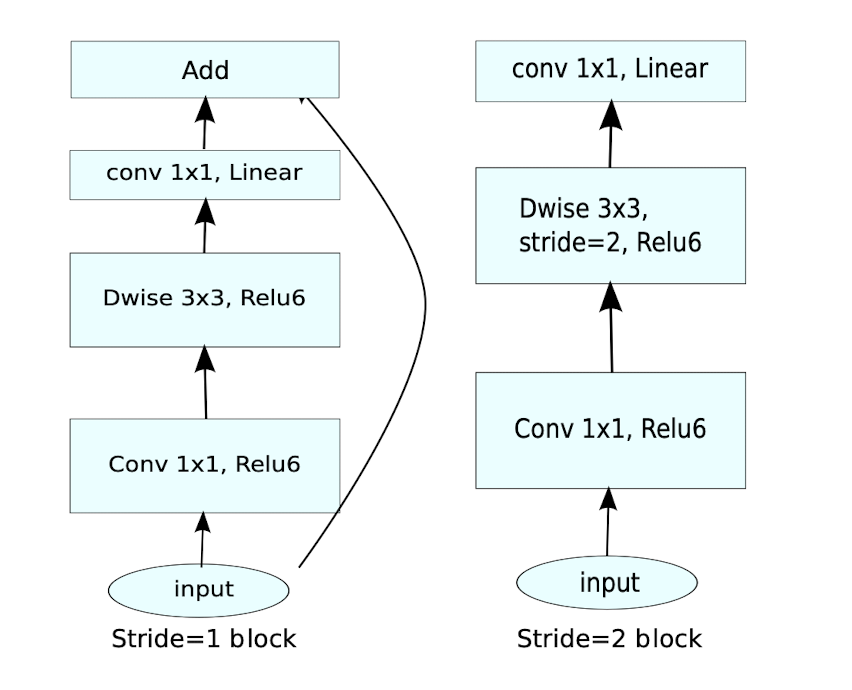 Add
conv 1x1, Linear
Dwise 3x3, Relu6
Conv 1x1, Relu6
input
Stride=1 block
conv 1x1, Linear
Dwise 3x3,
stride=2, Relu6
Conv 1x1, Relu6
input
Stride=2 block